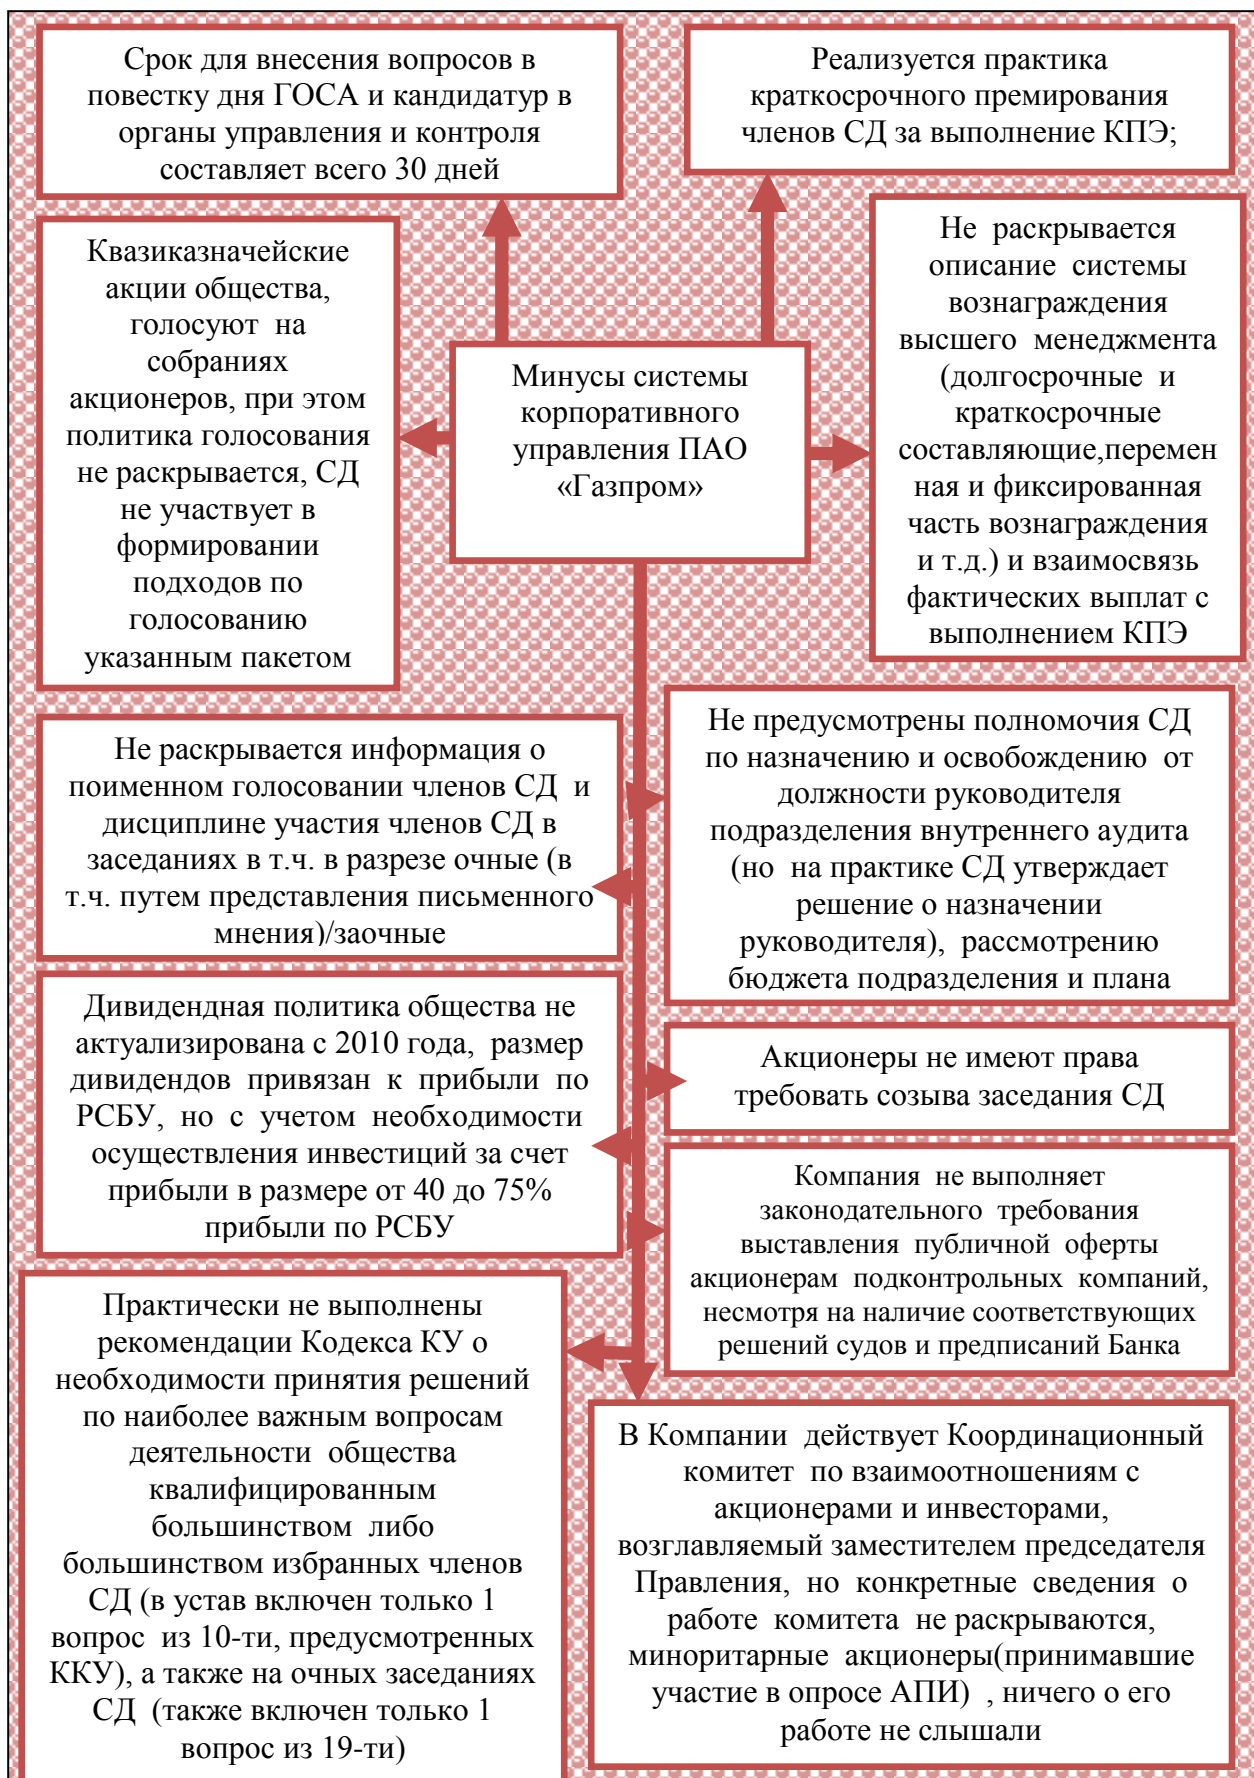 Срок для внесения вопросов в
повестку дня ГОСА и кандидатур в
органы управления и контроля
составляет всего 30 дней
Реализуется практика
краткосрочного премирования
членов СД за выполнение КПЭ;
Квазиказначейские
акции общества,
голосуют на
собраниях
акционеров, при этом
политика голосования
не раскрывается, СД
не участвует в
формировании
подходов по
голосованию
указанным пакетом
Минусы системы
корпоративного
управления ПАО
«Газпром»
Не раскрывается
описание системы
вознаграждения
высшего менеджмента
(долгосрочные и
краткосрочные
составляющие,перемен
ная и фиксированная
часть вознаграждения
и т.д.) и взаимосвязь
фактических выплат с
выполнением КПЭ
Не раскрывается информация о
поименном голосовании членов СД и
дисциплине участия членов СД в
заседаниях в т.ч. в разрезе очные (в
т.ч. путем представления письменного
мнения)/заочные
Не предусмотрены полномочия СД
по назначению и освобождению от
должности руководителя
подразделения внутреннего аудита
(но на практике СД утверждает
решение о назначении
руководителя), рассмотрению
бюджета подразделения и плана
Дивидендная политика общества не
актуализирована с 2010 года, размер
дивидендов привязан к прибыли по
РСБУ, но с учетом необходимости
осуществления инвестиций за счет
прибыли в размере от 40 до 75%
прибыли по РСБУ
Акционеры не имеют права
требовать созыва заседания СД
Компания не выполняет
законодательного требования
выставления публичной оферты
акционерам подконтрольных компаний,
несмотря на наличие соответствующих
решений судов и предписаний Банка
Практически не выполнены
рекомендации Кодекса КУ о
необходимости принятия решений
по наиболее важным вопросам
деятельности общества
квалифицированным
большинством либо
большинством избранных членов
СД (в устав включен только 1
вопрос из 10-ти, предусмотренных
ККУ), а также на очных заседаниях
СД (также включен только 1
вопрос из 19-ти)
В Компании действует Координационный
комитет по взаимоотношениям с
акционерами и инвесторами,
возглавляемый заместителем председателя
Правления, но конкретные сведения о
работе комитета не раскрываются,
миноритарные акционеры(принимавшие
участие в опросе АПИ) , ничего о его
работе не слышали